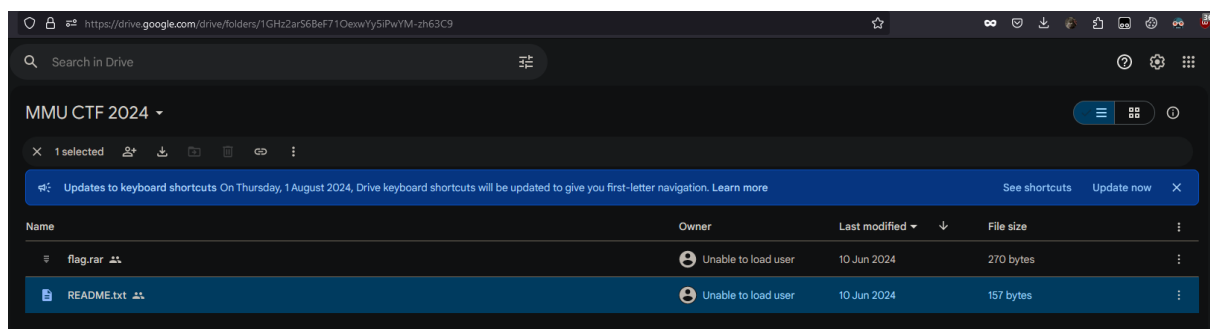 https://drive.google.com/drive/folders/1GHz2arS6BeF71OexwYy5iPwYM-zh63C9
Search in Drive
MMU CTF 2024
1 selected
Updates to keyboard shortcuts On Thursday, 1 August 2024, Drive keyboard shortcuts will be updated to give you first-letter navigation. Learn more See shortcuts Update now
Name Owner Last modified File size
flag.rar Unable to load user 10 Jun 2024 270 bytes
README.txt Unable to load user 10 Jun 2024 157 bytes